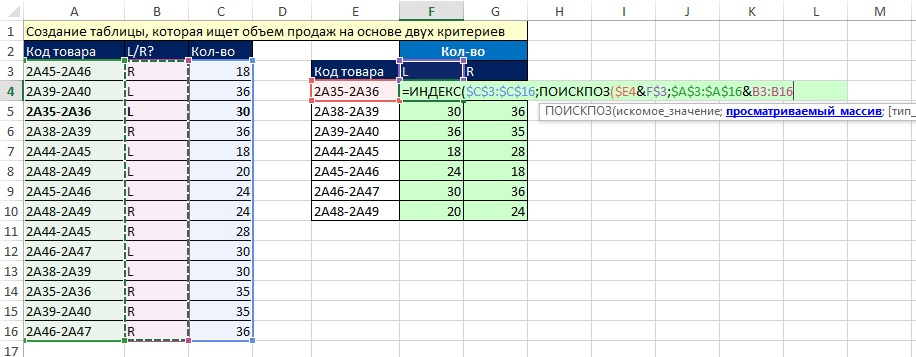 A B C D E F G H I J K L M
1 Создание таблицы, которая ищет объем продаж на основе двух критериев
2 Код товара L/R? Кол-во Кол-во
3 2A45-2A46 R 18 Код товара L R
4 2A39-2A40 L 36 2A35-2A36 =ИНДЕКС($C$3:$C$16;ПОИСКПОЗ($E4&F$3;$A$3:$A$16&B3:B16
5 2A35-2A36 L 30 2A38-2A39 30 36 ПОИСКПОЗ(искомое_значение; просматриваемый_массив; [тип_
6 2A38-2A39 R 36 2A39-2A40 36 35
7 2A44-2A45 L 18 2A44-2A45 18 28
8 2A48-2A49 L 20 2A45-2A46 24 18
9 2A45-2A46 L 24 2A46-2A47 30 36
10 2A48-2A49 R 24 2A48-2A49 20 24
11 2A44-2A45 R 28
12 2A46-2A47 L 30
13 2A38-2A39 L 30
14 2A35-2A36 R 35
15 2A39-2A40 R 35
16 2A46-2A47 R 36
17